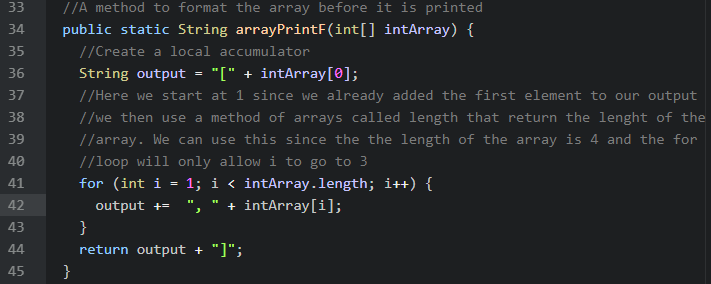 33 //A method to format the array before it is printed
34 public static String arrayPrintF(int[] intArray) {
35 //Create a local accumulator
36 String output = "[" + intArray[0];
37 //Here we start at 1 since we already added the first element to our output
38 //we then use a method of arrays called length that return the lenght of the
39 //array. We can use this since the the length of the array is 4 and the for
40 //loop will only allow i to go to 3
41 for (int i = 1; i < intArray.length; i++) {
42 output += ", " + intArray[i];
43 }
44 return output + "]";
45 }